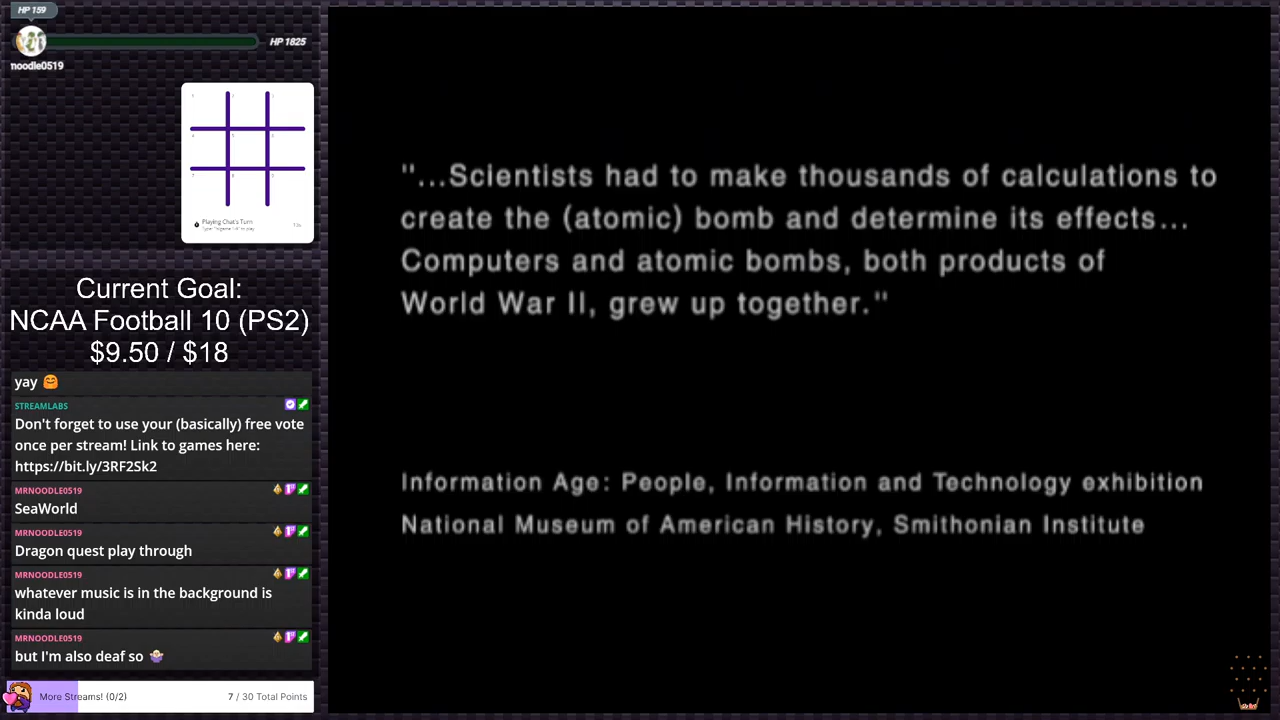 HP 159
HP 1825
noodle0519
Playing Chat's Turn
Current Goal:
NCAA Football 10 (PS2)
$9.50 / $18
yay 🤗
STREAMLABS
Don't forget to use your (basically) free vote
once per stream! Link to games here:
https://bit.ly/3RF2Sk2
MRNOODLE0519
SeaWorld
MRNOODLE0519
Dragon quest play through
MRNOODLE0519
whatever music is in the background is
kinda loud
MRNOODLE0519
but I'm also deaf so 🤷🏼
More Streams! (0/2)
7 / 30 Total Points
"...Scientists had to make thousands of calculations to
create the (atomic) bomb and determine its effects...
Computers and atomic bombs, both products of
World War II, grew up together."
Information Age: People, Information and Technology exhibition
National Museum of American History, Smithonian Institute